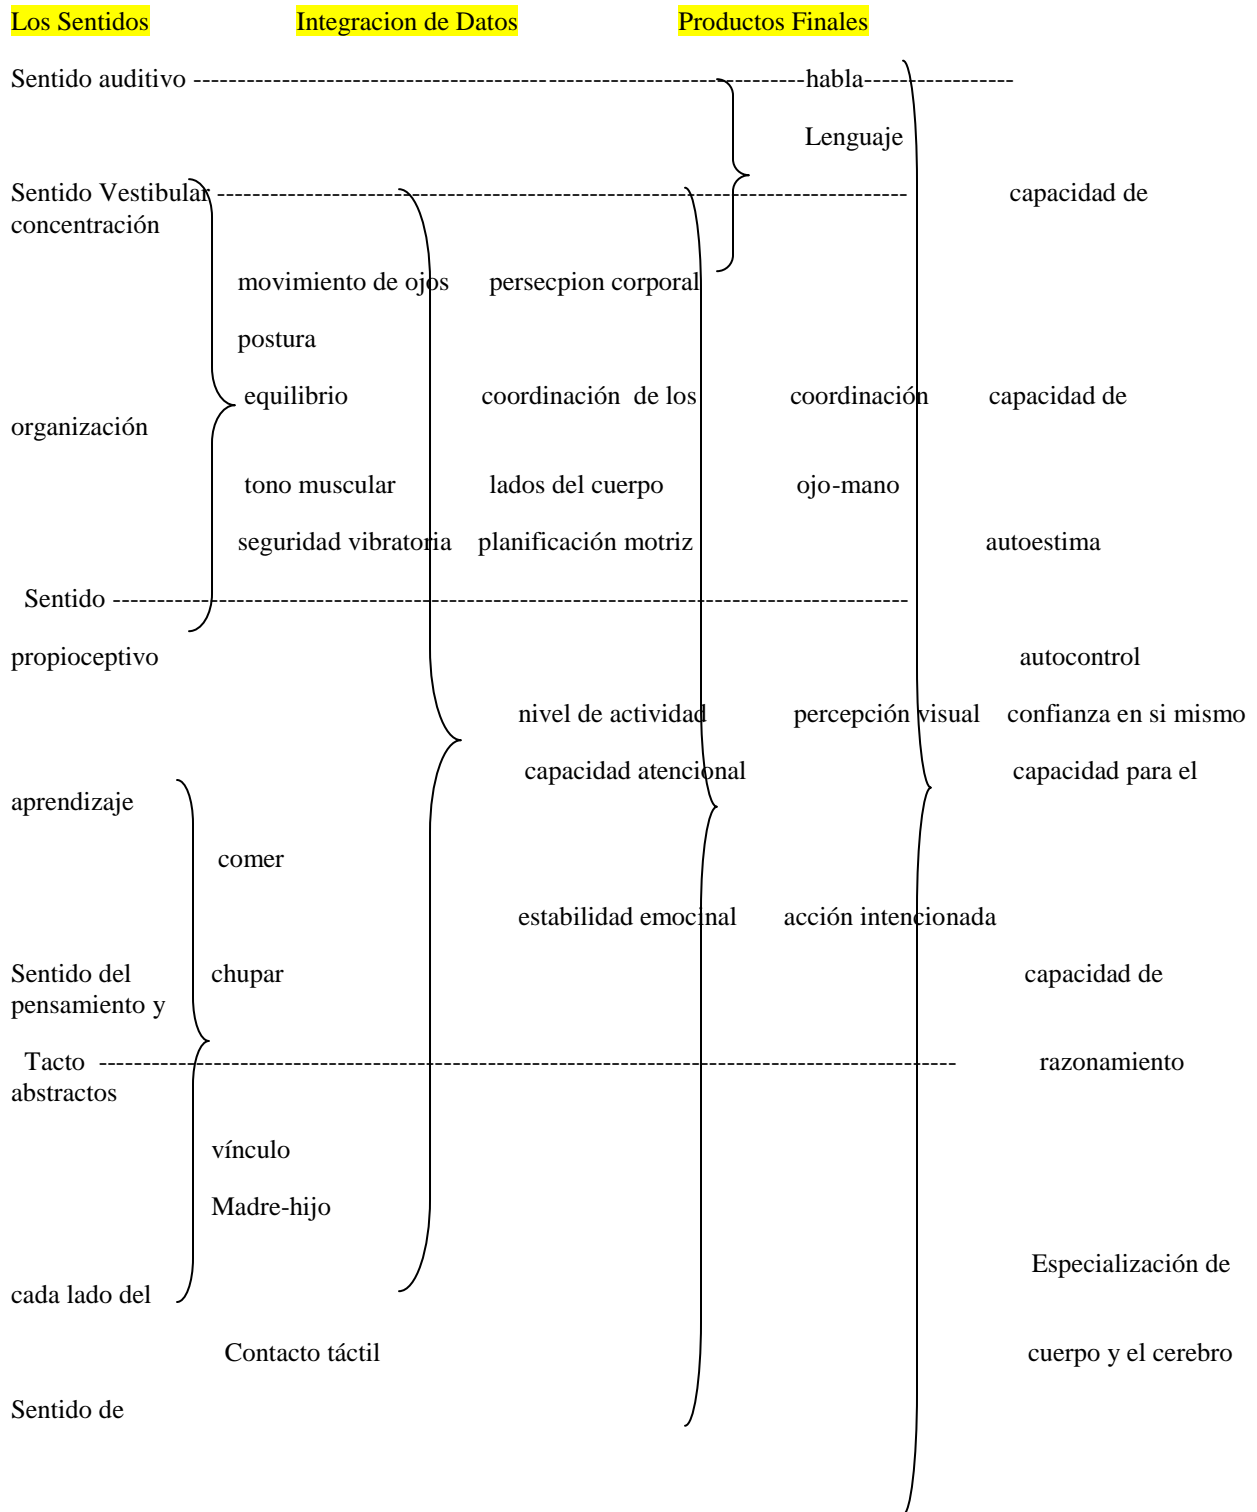 Los Sentidos Integracion de Datos Productos Finales
Sentido auditivo ---------------------------------------------------------------------habla-----------------
Lenguaje
Sentido Vestibular ------------------------------------------------------------------------------ capacidad de
concentración
movimiento de ojos persecpion corporal
postura
equilibrio coordinación de los coordinación capacidad de
organización
tono muscular lados del cuerpo ojo-mano
seguridad vibratoria planificación motriz autoestima
Sentido ------------------------------------------------------------------------------------------
propioceptivo autocontrol
nivel de actividad percepción visual confianza en si mismo
capacidad atencional capacidad para el
aprendizaje
comer
estabilidad emocinal acción intencionada
Sentido del chupar capacidad de
pensamiento y
Tacto ------------------------------------------------------------------------------------------------- razonamiento
abstractos
vínculo
Madre-hijo
Especialización de
cada lado del
Contacto táctil cuerpo y el cerebro
Sentido de